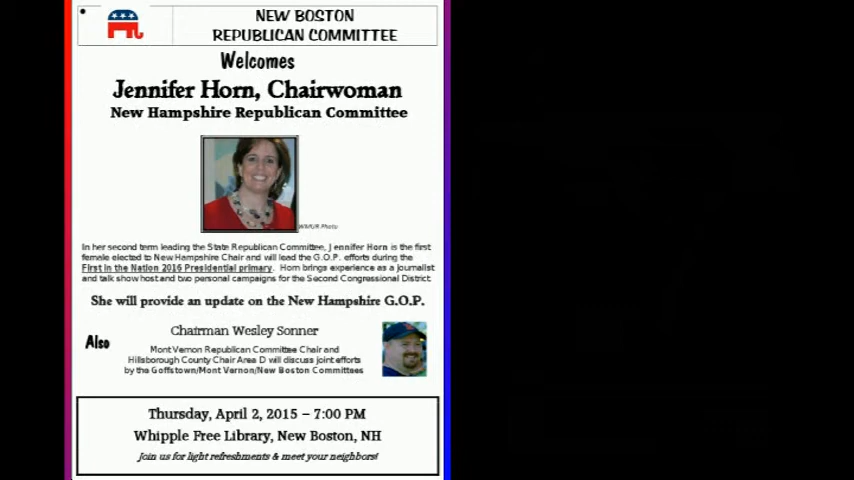 NEW BOSTON
REPUBLICAN COMMITTEE
Welcomes
Jennifer Horn, Chairwoman
New Hampshire Republican Committee
WMUR Photo
In her second term leading the State Republican Committee, Jennifer Horn is the first
female elected to New Hampshire Chair and will lead the G.O.P. efforts during the
First in the Nation 2016 Presidential primary. Horn brings experience as a journalist
and talk show host and two personal campaigns for the Second Congressional District.
She will provide an update on the New Hampshire G.O.P.
Also
Chairman Wesley Sonner
Mont Vernon Republican Committee Chair and
Hillsborough County Chair Area D will discuss joint efforts
by the Goffstown/Mont Vernon/New Boston Committees
Thursday, April 2, 2015 – 7:00 PM
Whipple Free Library, New Boston, NH
Join us for light refreshments & meet your neighbors!